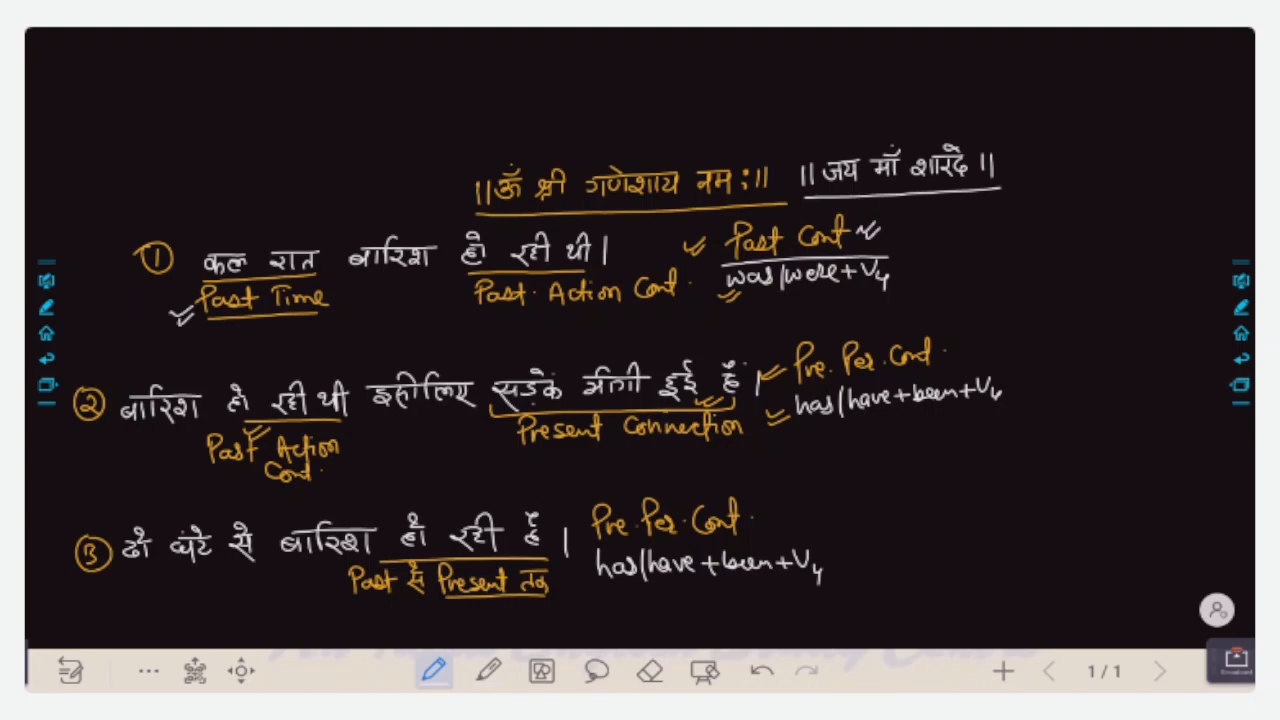 ||ॐ श्री गणेशाय नमः|| ||जय माँ शारदे||
① कल रात बारिश हो रही थी। Past Cont
Past Time Past. Action Cont. was/were+V4
② बारिश हो रही थी इसीलिए सड़कें भीगी हुई हैं। Pre. Per. Cont.
has/have+been+V4
Past Action Present Connection
Cont.
③ दो घंटे से बारिश हो रही है। Pre. Per. Cont.
has/have+been+V4
Past से Present तक
1/1